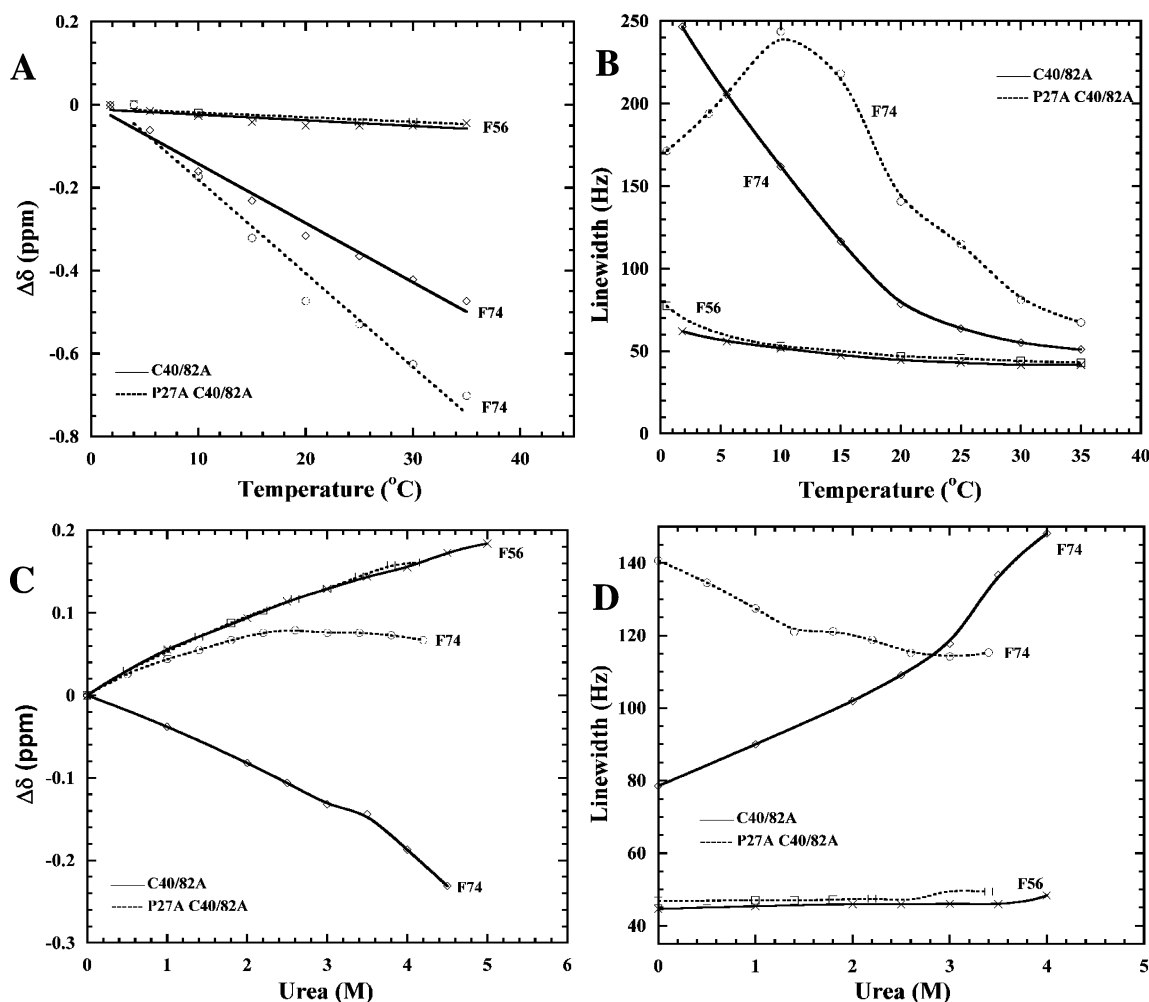 A
0.2
0
-0.2
-0.4
-0.6
-0.8
Δδ (ppm)
F56
F74
F74
C40/82A
P27A C40/82A
0 10 20 30 40
Temperature (°C)
B
250
200
150
100
50
0
Linewidth (Hz)
C40/82A
P27A C40/82A
F74
F74
F56
0 5 10 15 20 25 30 35 40
Temperature (°C)
C
0.2
0.1
0
-0.1
-0.2
-0.3
Δδ (ppm)
F56
F74
F74
C40/82A
P27A C40/82A
0 1 2 3 4 5 6
Urea (M)
D
140
120
100
80
60
40
Linewidth (Hz)
F74
F74
C40/82A
P27A C40/82A
F56
0 1 2 3 4 5
Urea (M)